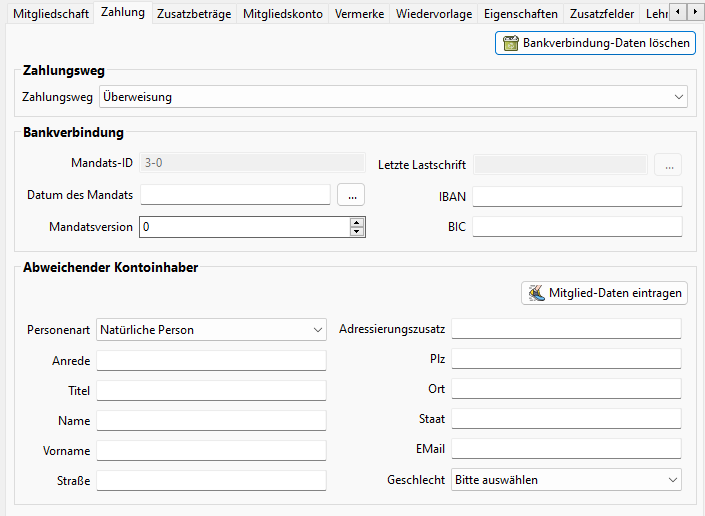 Mitgliedschaft Zahlung Zusatzbeträge Mitgliedskonto Vermerke Wiedervorlage Eigenschaften Zusatzfelder Lehr
Bankverbindung-Daten löschen
Zahlungsweg
Zahlungsweg Überweisung
Bankverbindung
Mandats-ID 3-0 Letzte Lastschrift ...
Datum des Mandats ... IBAN
Mandatsversion 0 BIC
Abweichender Kontoinhaber
Mitglied-Daten eintragen
Personenart Natürliche Person Adressierungszusatz
Anrede Plz
Titel Ort
Name Staat
Vorname EMail
Straße Geschlecht Bitte auswählen